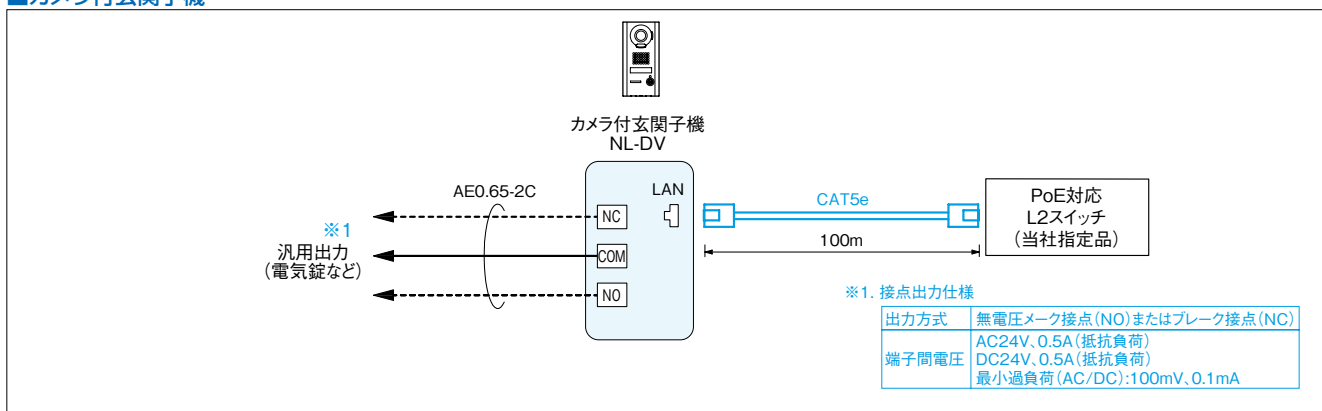 ■カメラ付玄関子機
カメラ付玄関子機
NL-DV
AE0.65-2C
LAN
NC
COM
NO
※1
汎用出力
(電気錠など)
CAT5e
100m
PoE対応
L2スイッチ
(当社指定品)
※1. 接点出力仕様
出力方式 無電圧メーク接点(NO)またはブレーク接点(NC)
端子間電圧 AC24V、0.5A(抵抗負荷)
DC24V、0.5A(抵抗負荷)
最小過負荷(AC/DC):100mV、0.1mA